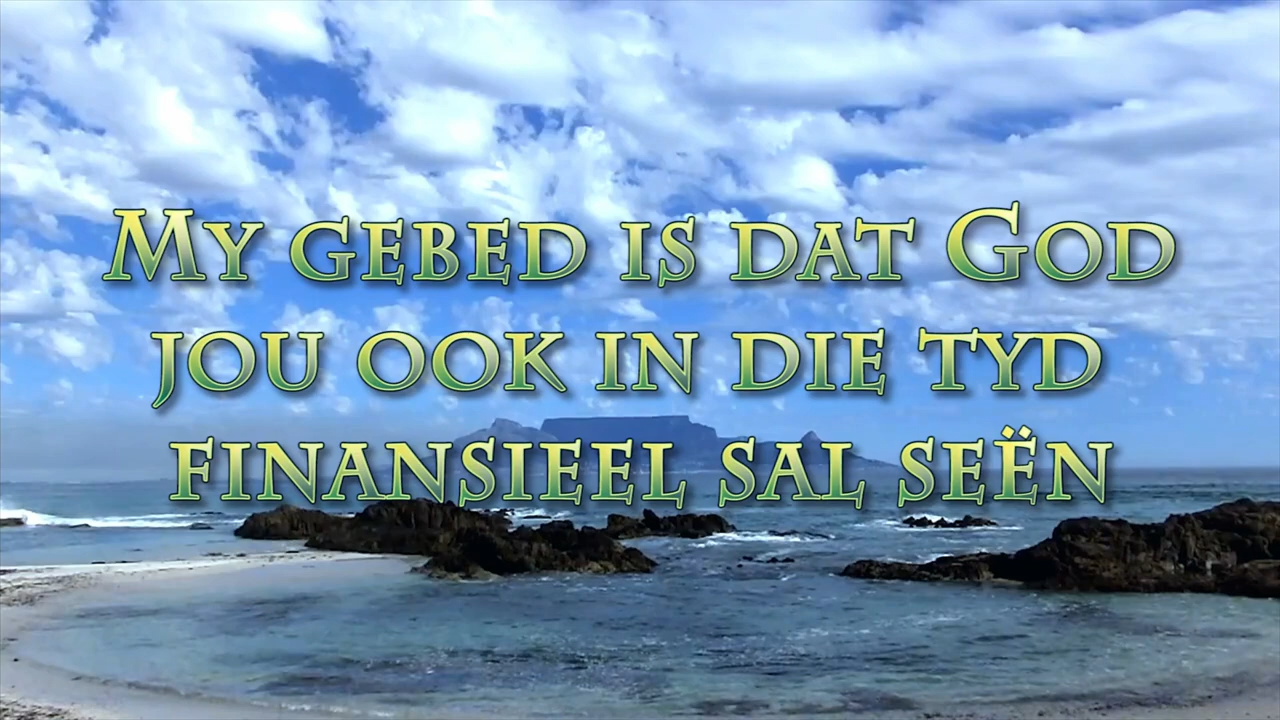 My gebed is dat God
jou ook in die tyd
finansieel sal seën